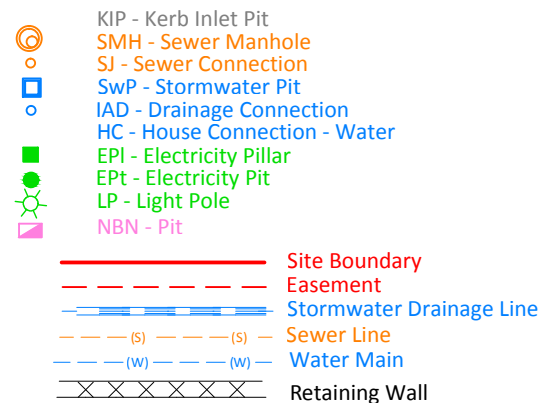 KIP - Kerb Inlet Pit
SMH - Sewer Manhole
SJ - Sewer Connection
SwP - Stormwater Pit
IAD - Drainage Connection
HC - House Connection - Water
EPl - Electricity Pillar
EPt - Electricity Pit
LP - Light Pole
NBN - Pit
Site Boundary
Easement
Stormwater Drainage Line
(S) (S) Sewer Line
(W) (W) Water Main
Retaining Wall